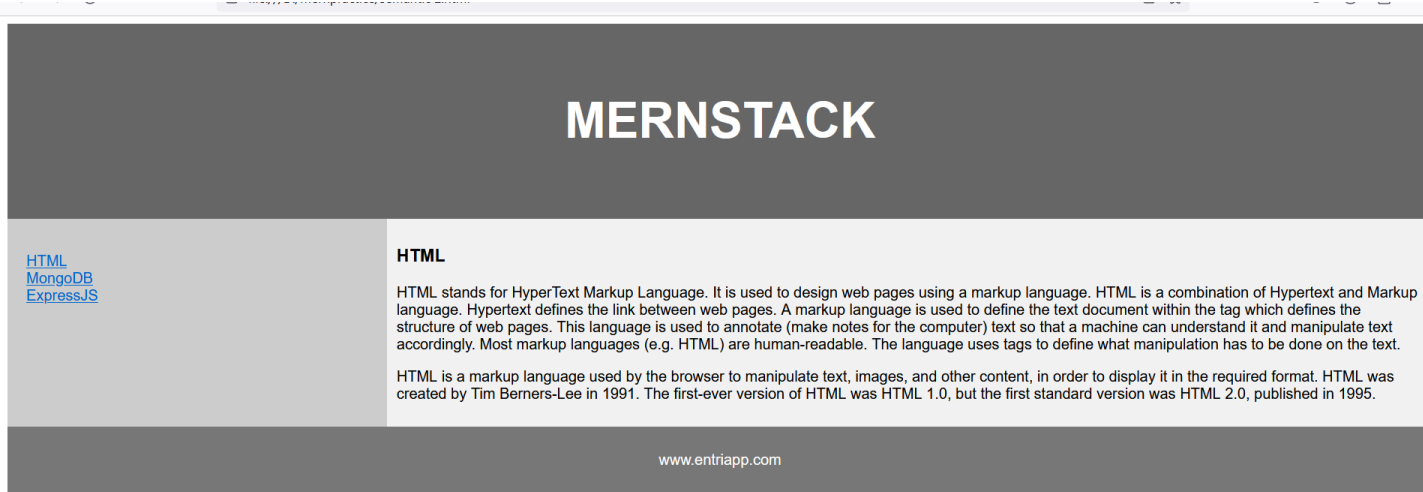 MERNSTACK
HTML
MongoDB
ExpressJS
HTML
HTML stands for HyperText Markup Language. It is used to design web pages using a markup language. HTML is a combination of Hypertext and Markup
language. Hypertext defines the link between web pages. A markup language is used to define the text document within the tag which defines the
structure of web pages. This language is used to annotate (make notes for the computer) text so that a machine can understand it and manipulate text
accordingly. Most markup languages (e.g. HTML) are human-readable. The language uses tags to define what manipulation has to be done on the text.
HTML is a markup language used by the browser to manipulate text, images, and other content, in order to display it in the required format. HTML was
created by Tim Berners-Lee in 1991. The first-ever version of HTML was HTML 1.0, but the first standard version was HTML 2.0, published in 1995.
www.entriapp.com